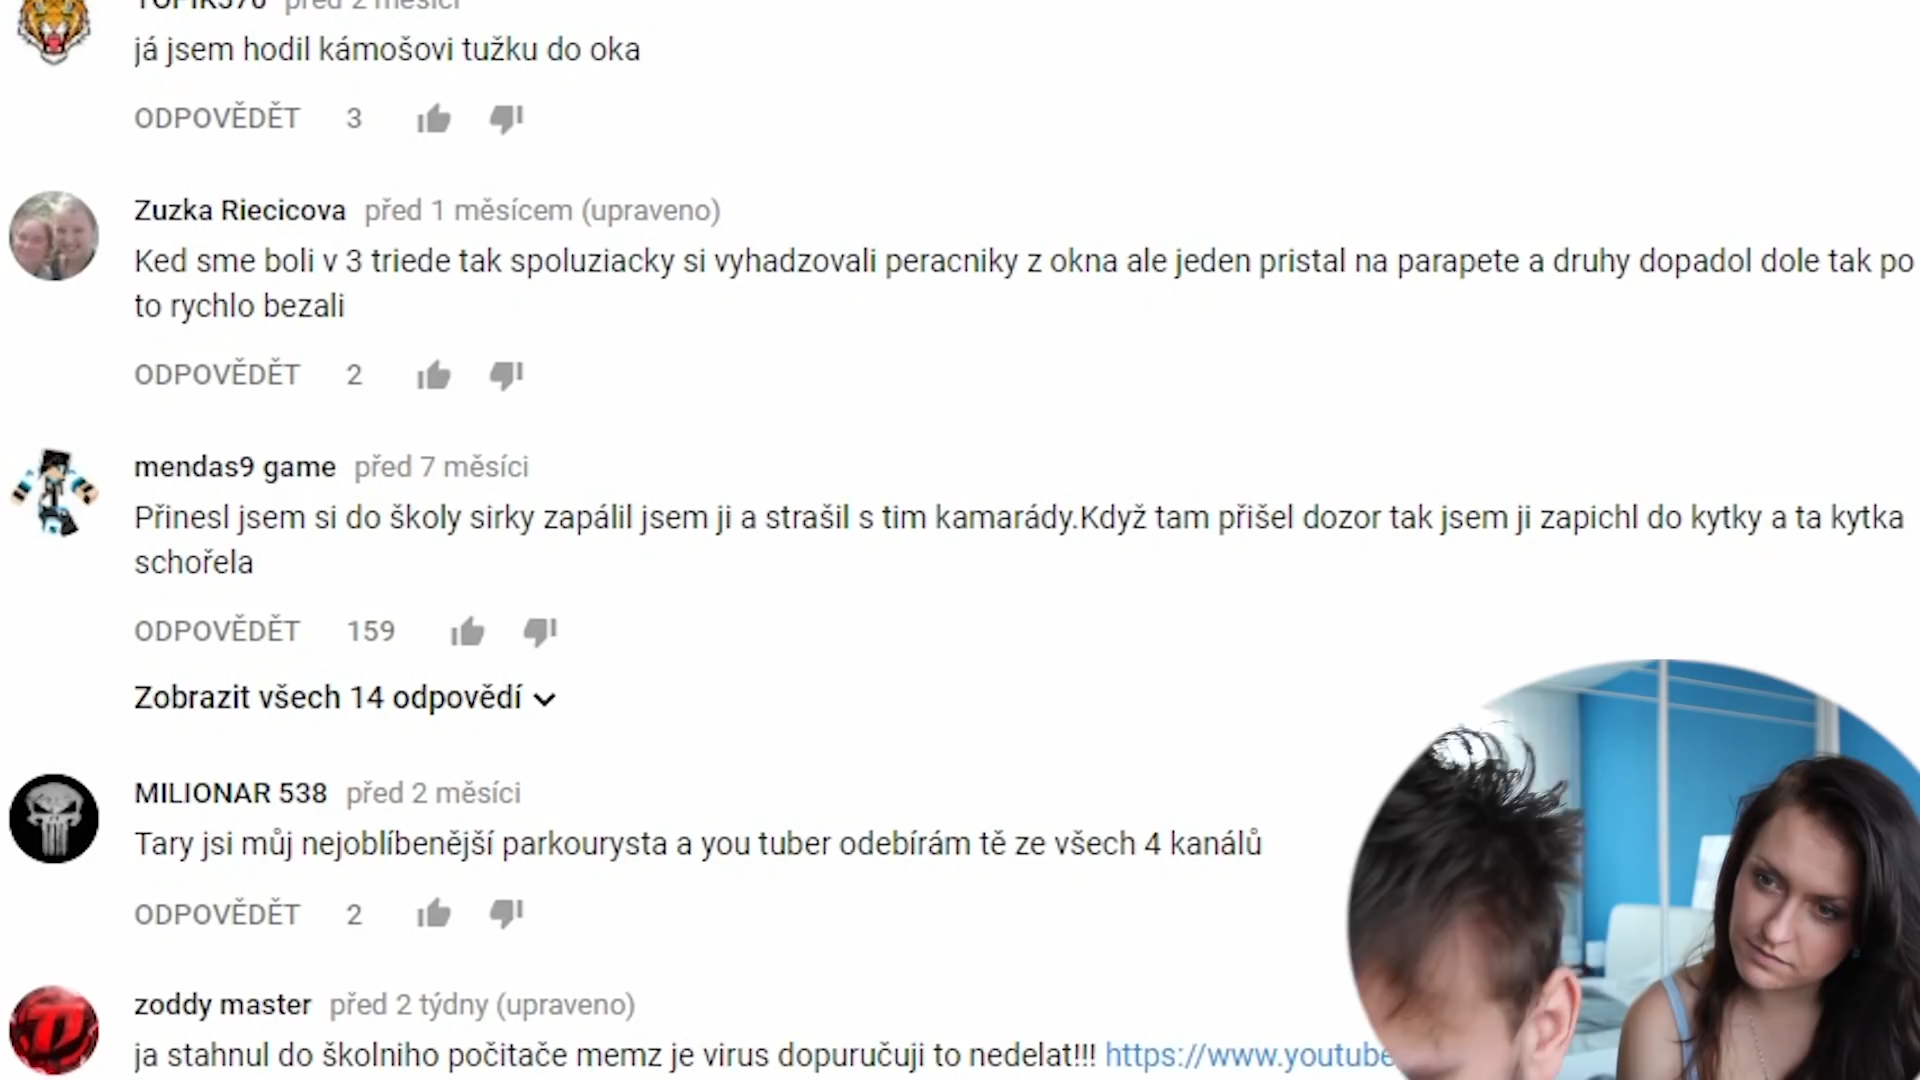 před 2 měsíci
já jsem hodil kámošovi tužku do oka
ODPOVĚDĚT 3
Zuzka Riecicova před 1 měsícem (upraveno)
Ked sme boli v 3 triede tak spoluziacky si vyhadzovali peracniky z okna ale jeden pristal na parapete a druhy dopadol dole tak po
to rychlo bezali
ODPOVĚDĚT 2
mendas9 game před 7 měsíci
Přinesl jsem si do školy sirky zapálil jsem ji a strašil s tim kamarády.Když tam přišel dozor tak jsem ji zapichl do kytky a ta kytka
schořela
ODPOVĚDĚT 159
Zobrazit všech 14 odpovědí
MILIONAR 538 před 2 měsíci
Tary jsi můj nejoblíbenější parkourysta a you tuber odebírám tě ze všech 4 kanálů
ODPOVĚDĚT 2
zoddy master před 2 týdny (upraveno)
ja stahnul do školniho počitače memz je virus dopuručuji to nedelat!!! https://www.youtube